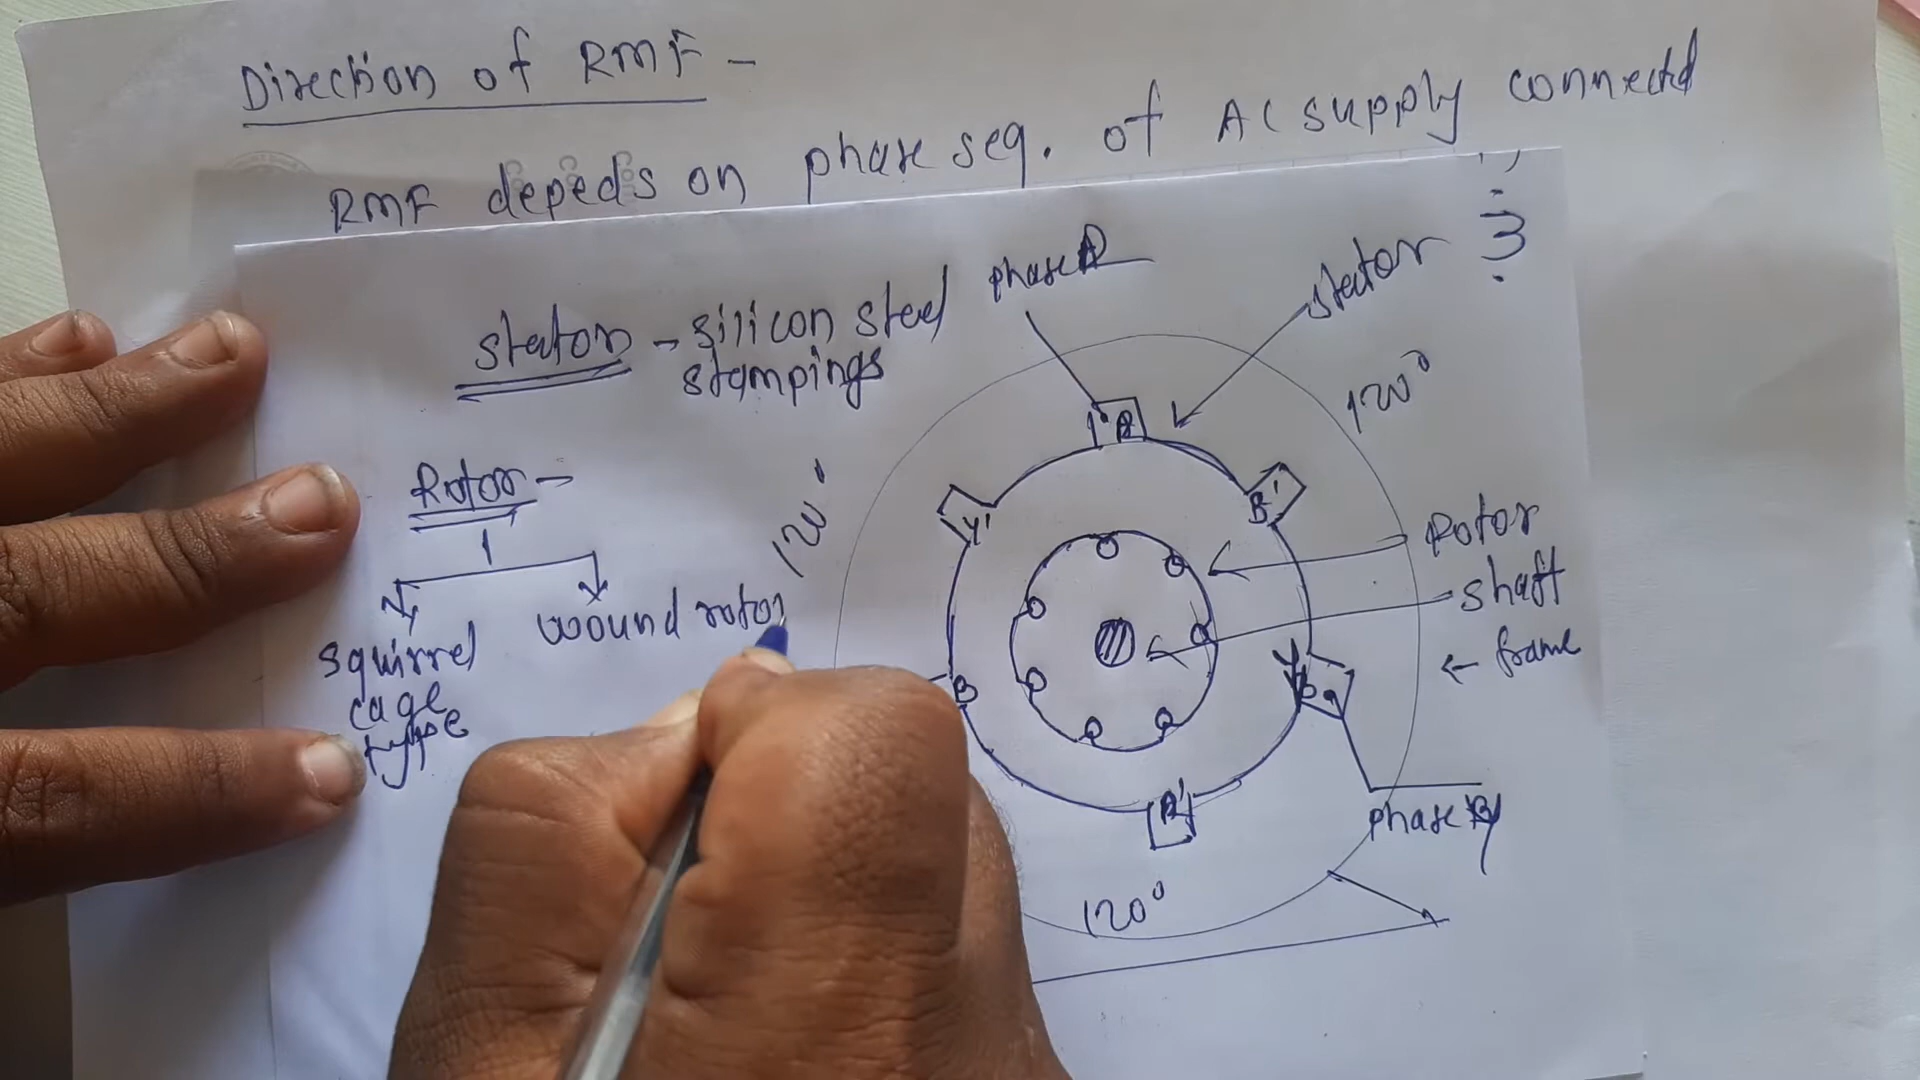 Direction of RMF -
RMF depeds on phase seq. of AC supply connected
phase R
stator
3
stator - silicon steel
stampings
120°
R
Rotor -
120°
Y'
B'
Rotor
shaft
frame
squirrel
cage
type
wound rotor
B
Y
R'
phase Y
120°